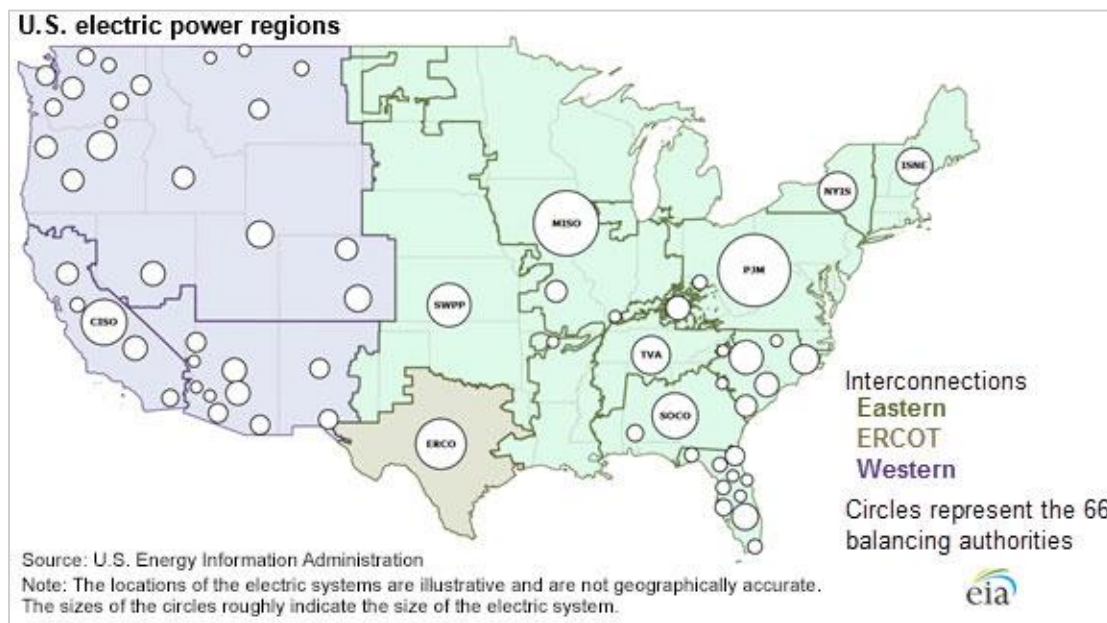 U.S. electric power regions
ISNE
NYIS
MISO
PJM
SWPP
CISO
TVA
SOCO
ERCO
Interconnections
Eastern
ERCOT
Western
Circles represent the 66
balancing authorities
Source: U.S. Energy Information Administration
Note: The locations of the electric systems are illustrative and are not geographically accurate.
The sizes of the circles roughly indicate the size of the electric system.
eia